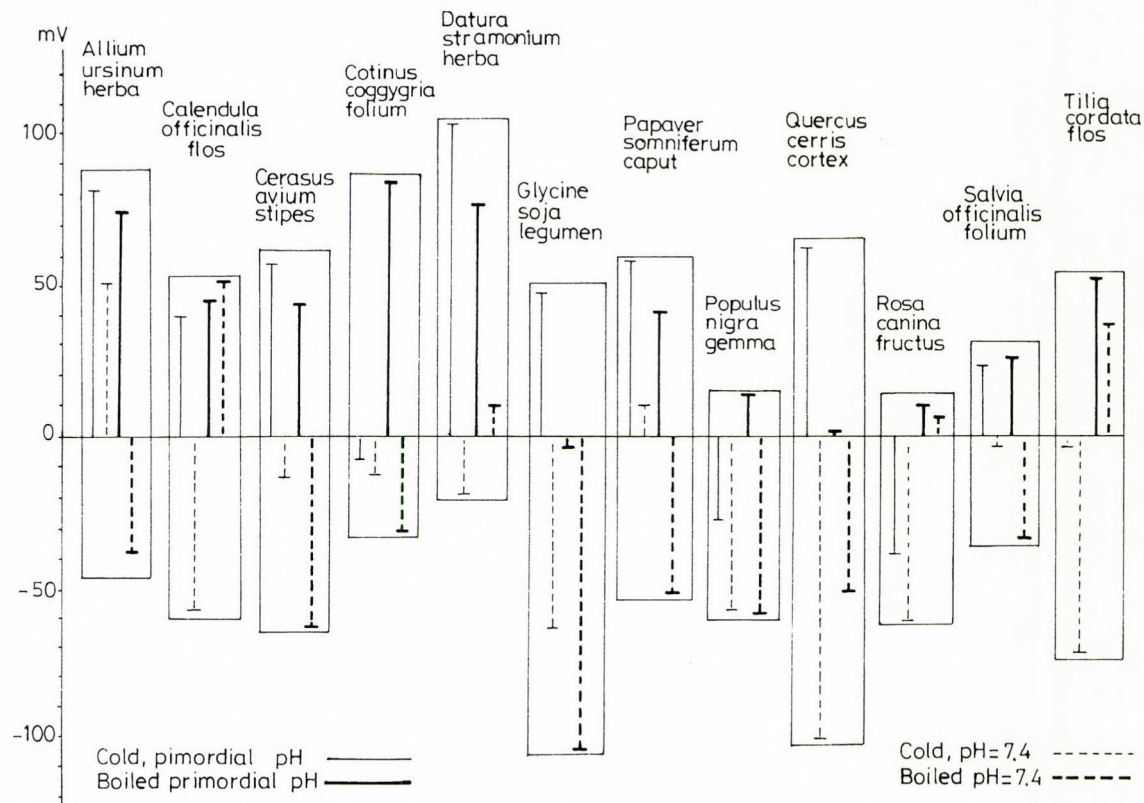 mV
100
50
0
-50
-100
Allium
ursinum
herba
Calendula
officinalis
flos
Cerasus
avium
stipes
Cotinus
coggygria
folium
Datura
stramonium
herba
Glycine
soja
legumen
Papaver
somniferum
caput
Populus
nigra
gemma
Quercus
cerris
cortex
Rosa
canina
fructus
Salvia
officinalis
folium
Tilia
cordata
flos
Cold, pimordial pH
Boiled primordial pH
Cold, pH=7.4
Boiled pH=7.4